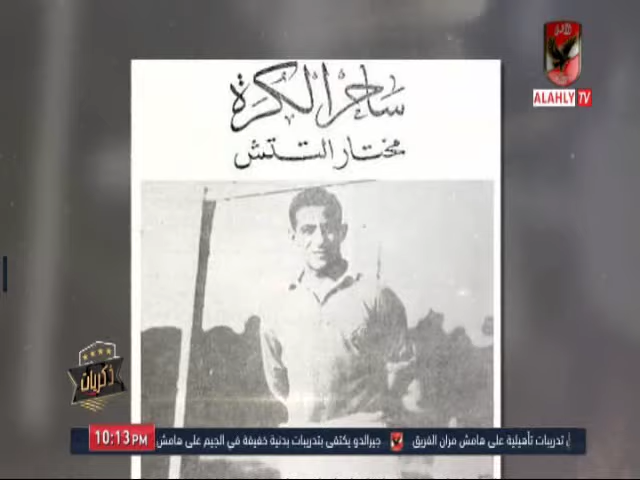 ALAHLY TV
ساحر الكرة
مختار التتش
ذكريات
10:13 PM
تدريبات تأهيلية على هامش مران الفريق
جيرالدو يكتفى بتدريبات بدنية خفيفة في الجيم على هامش